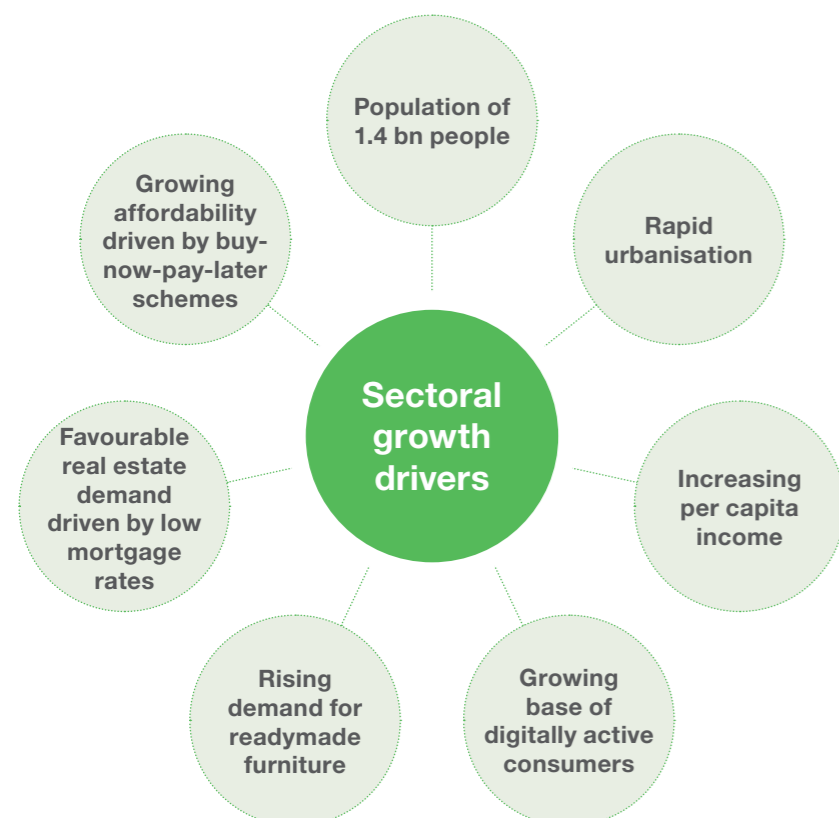 Sectoral
growth
drivers
Population of
1.4 bn people
Rapid
urbanisation
Increasing
per capita
income
Growing
base of
digitally active
consumers
Rising
demand for
readymade
furniture
Favourable
real estate
demand
driven by low
mortgage
rates
Growing
affordability
driven by buy-
now-pay-later
schemes